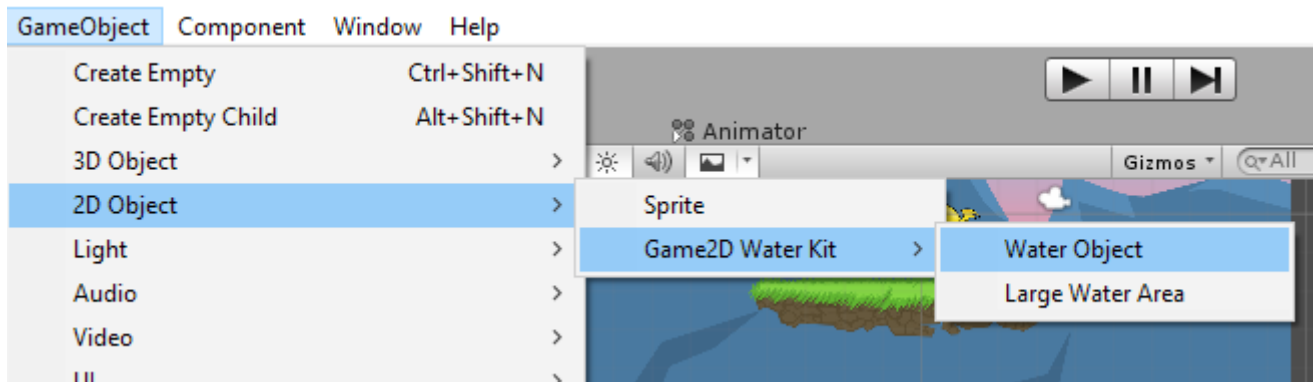 GameObject Component Window Help
Create Empty Ctrl+Shift+N
Create Empty Child Alt+Shift+N
Animator
3D Object
Gizmos All
2D Object
Sprite
Light
Game2D Water Kit
Water Object
Audio
Large Water Area
Video
UI